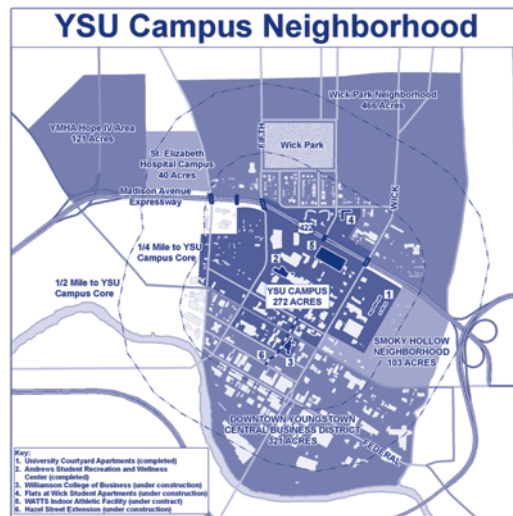 YSU Campus Neighborhood
Wick Park Neighborhood
466 Acres
YMHA Hope IV Area
121 Acres
FIFTH
Wick Park
St. Elizabeth
Hospital Campus
40 Acres
WICK
Madison Avenue
Expressway
4
422
5
1/4 Mile to YSU
Campus Core
2
1/2 Mile to YSU
Campus Core
YSU CAMPUS
272 ACRES
1
SMOKY HOLLOW
NEIGHBORHOOD
103 ACRES
6
3
DOWNTOWN YOUNGSTOWN
CENTRAL BUSINESS DISTRICT
321 ACRES
FEDERAL
Key:
1, University Courtyard Apartments (completed)
2, Andrews Student Recreation and Wellness
Center (completed)
3, Williamson College of Business (under construction)
4, Flats at Wick Student Apartments (under construction)
5, WATTS Indoor Athletic Facility (under contract)
6, Hazel Street Extension (under construction)